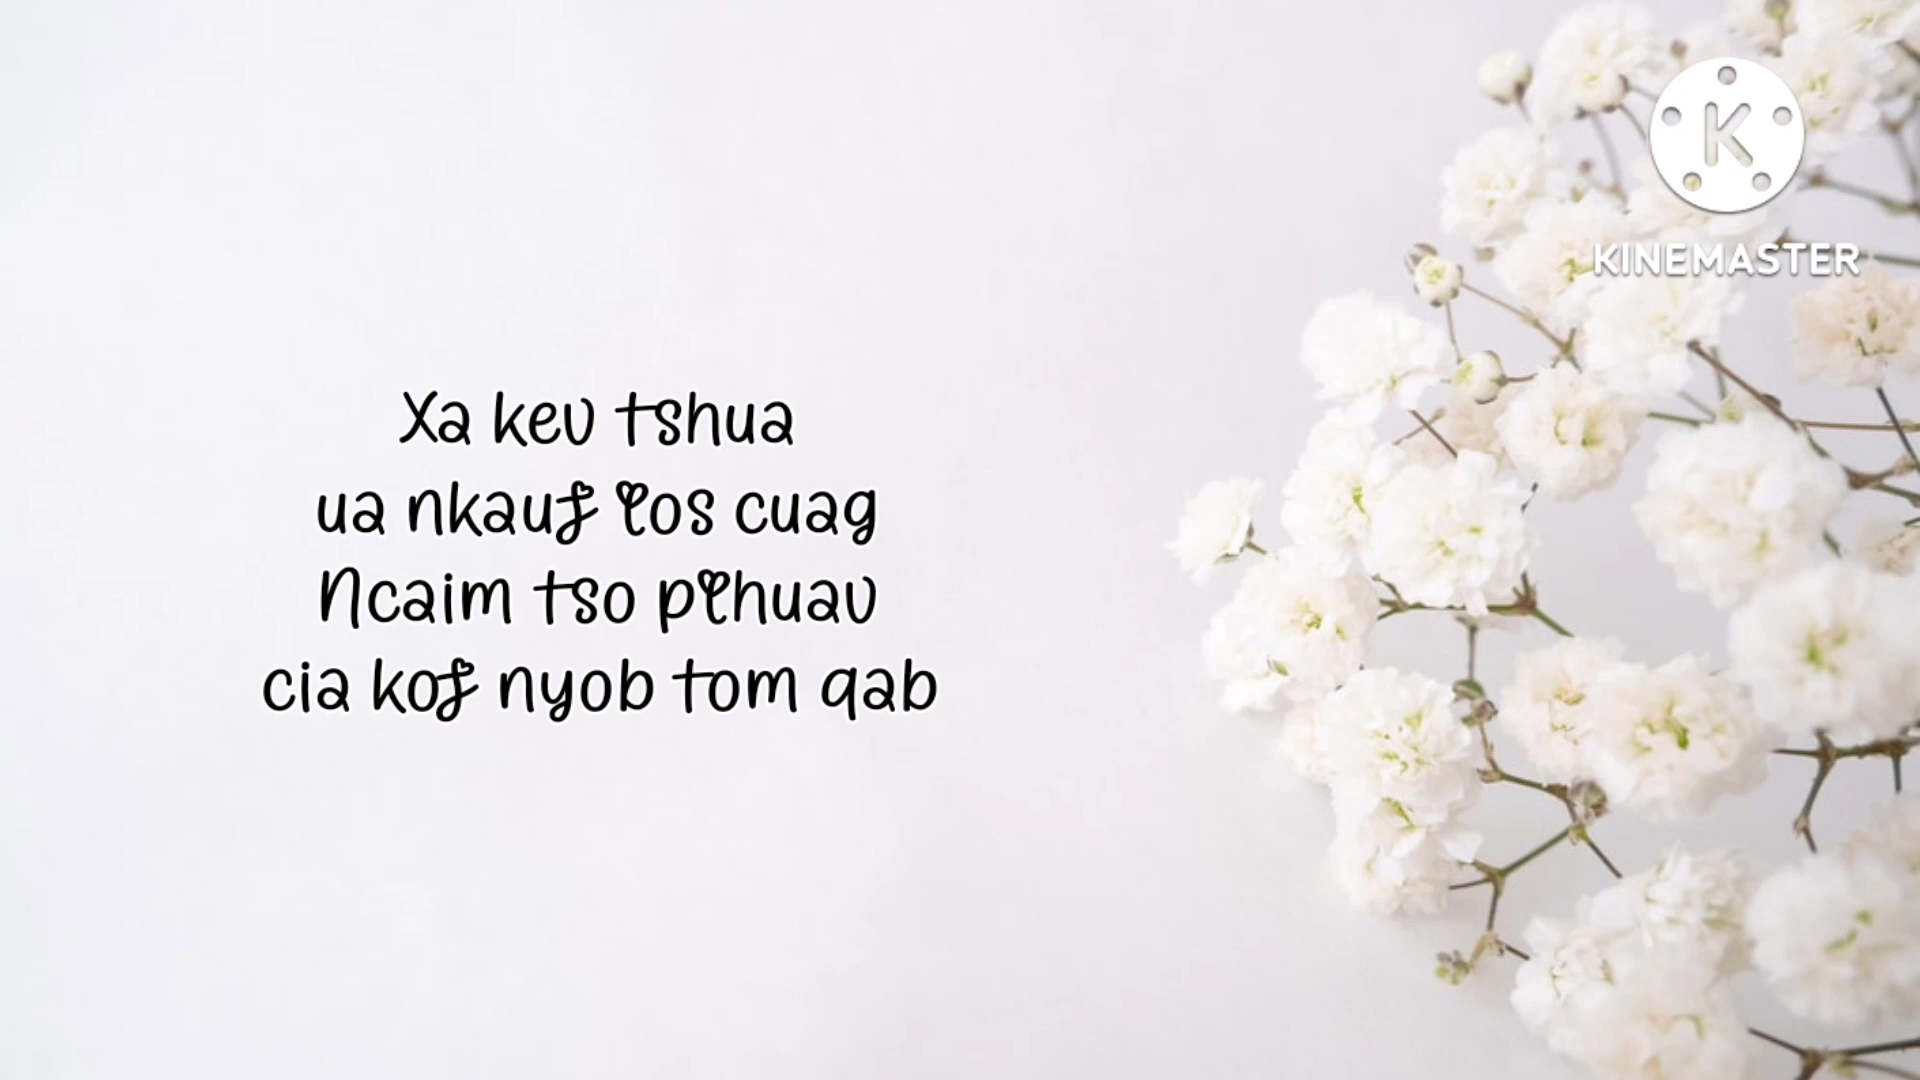 Xa kev tshua
ua nkauj los cuag
Ncaim tso plhuav
cia koj nyob tom qab
K
KINEMASTER